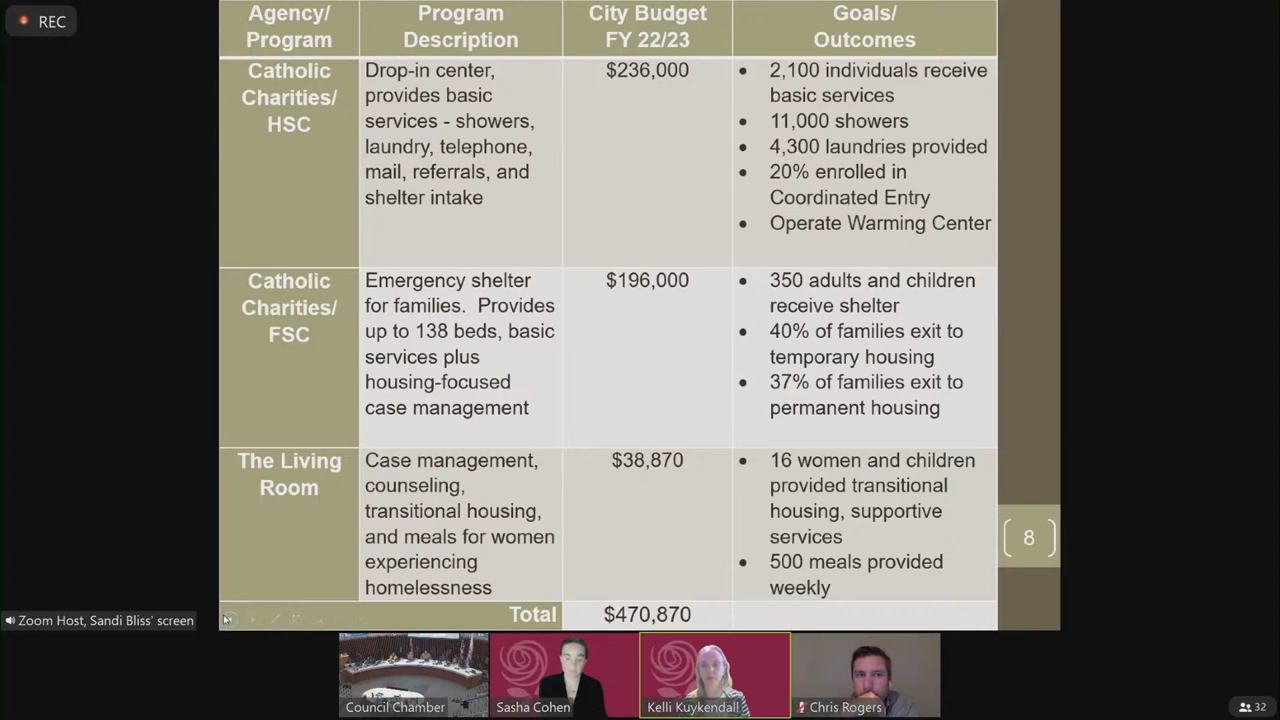 REC
Agency/
Program
Program
Description
City Budget
FY 22/23
Goals/
Outcomes
Catholic
Charities/
HSC
Drop-in center,
provides basic
services - showers,
laundry, telephone,
mail, referrals, and
shelter intake
$236,000
• 2,100 individuals receive
basic services
• 11,000 showers
• 4,300 laundries provided
• 20% enrolled in
Coordinated Entry
• Operate Warming Center
Catholic
Charities/
FSC
Emergency shelter
for families. Provides
up to 138 beds, basic
services plus
housing-focused
case management
$196,000
• 350 adults and children
receive shelter
• 40% of families exit to
temporary housing
• 37% of families exit to
permanent housing
The Living
Room
Case management,
counseling,
transitional housing,
and meals for women
experiencing
homelessness
$38,870
• 16 women and children
provided transitional
housing, supportive
services
• 500 meals provided
weekly
8
Total
$470,870
Zoom Host, Sandi Bliss' screen
Council Chamber
Sasha Cohen
Kelli Kuykendall
Chris Rogers
32